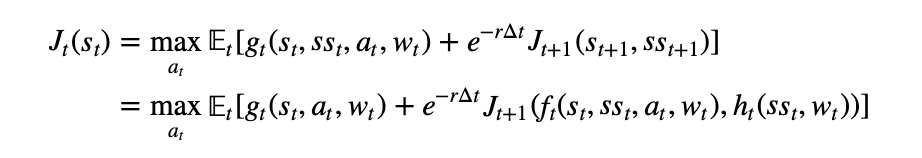 J_t(s_t) = max_{a_t} 𝔼_t[g_t(s_t, ss_t, a_t, w_t) + e^{−rΔt} J_{t+1}(s_{t+1}, ss_{t+1})]
= max_{a_t} 𝔼_t[g_t(s_t, a_t, w_t) + e^{−rΔt} J_{t+1}(f_t(s_t, ss_t, a_t, w_t), h_t(ss_t, w_t))]